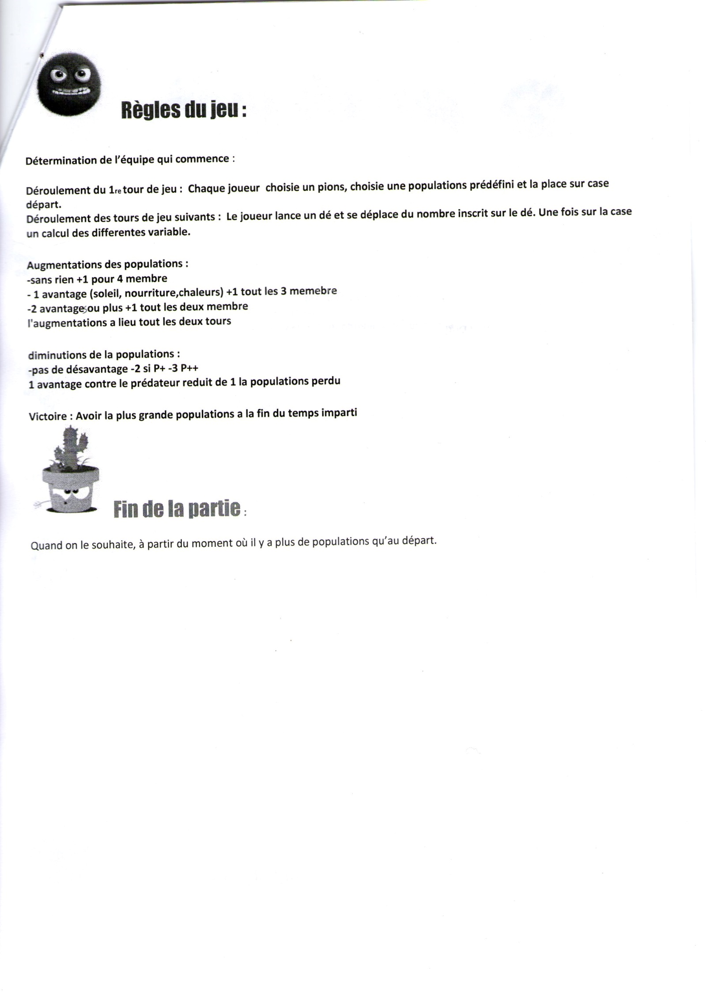 Règles du jeu :
Détermination de l’équipe qui commence :
Déroulement du 1re tour de jeu : Chaque joueur choisie un pions, choisie une populations prédéfini et la place sur case
départ.
Déroulement des tours de jeu suivants : Le joueur lance un dé et se déplace du nombre inscrit sur le dé. Une fois sur la case
un calcul des differentes variable.
Augmentations des populations :
-sans rien +1 pour 4 membre
- 1 avantage (soleil, nourriture,chaleurs) +1 tout les 3 memebre
-2 avantages ou plus +1 tout les deux membre
l'augmentations a lieu tout les deux tours
diminutions de la populations :
-pas de désavantage -2 si P+ -3 P++
1 avantage contre le prédateur reduit de 1 la populations perdu
Victoire : Avoir la plus grande populations a la fin du temps imparti
Fin de la partie :
Quand on le souhaite, à partir du moment où il y a plus de populations qu’au départ.